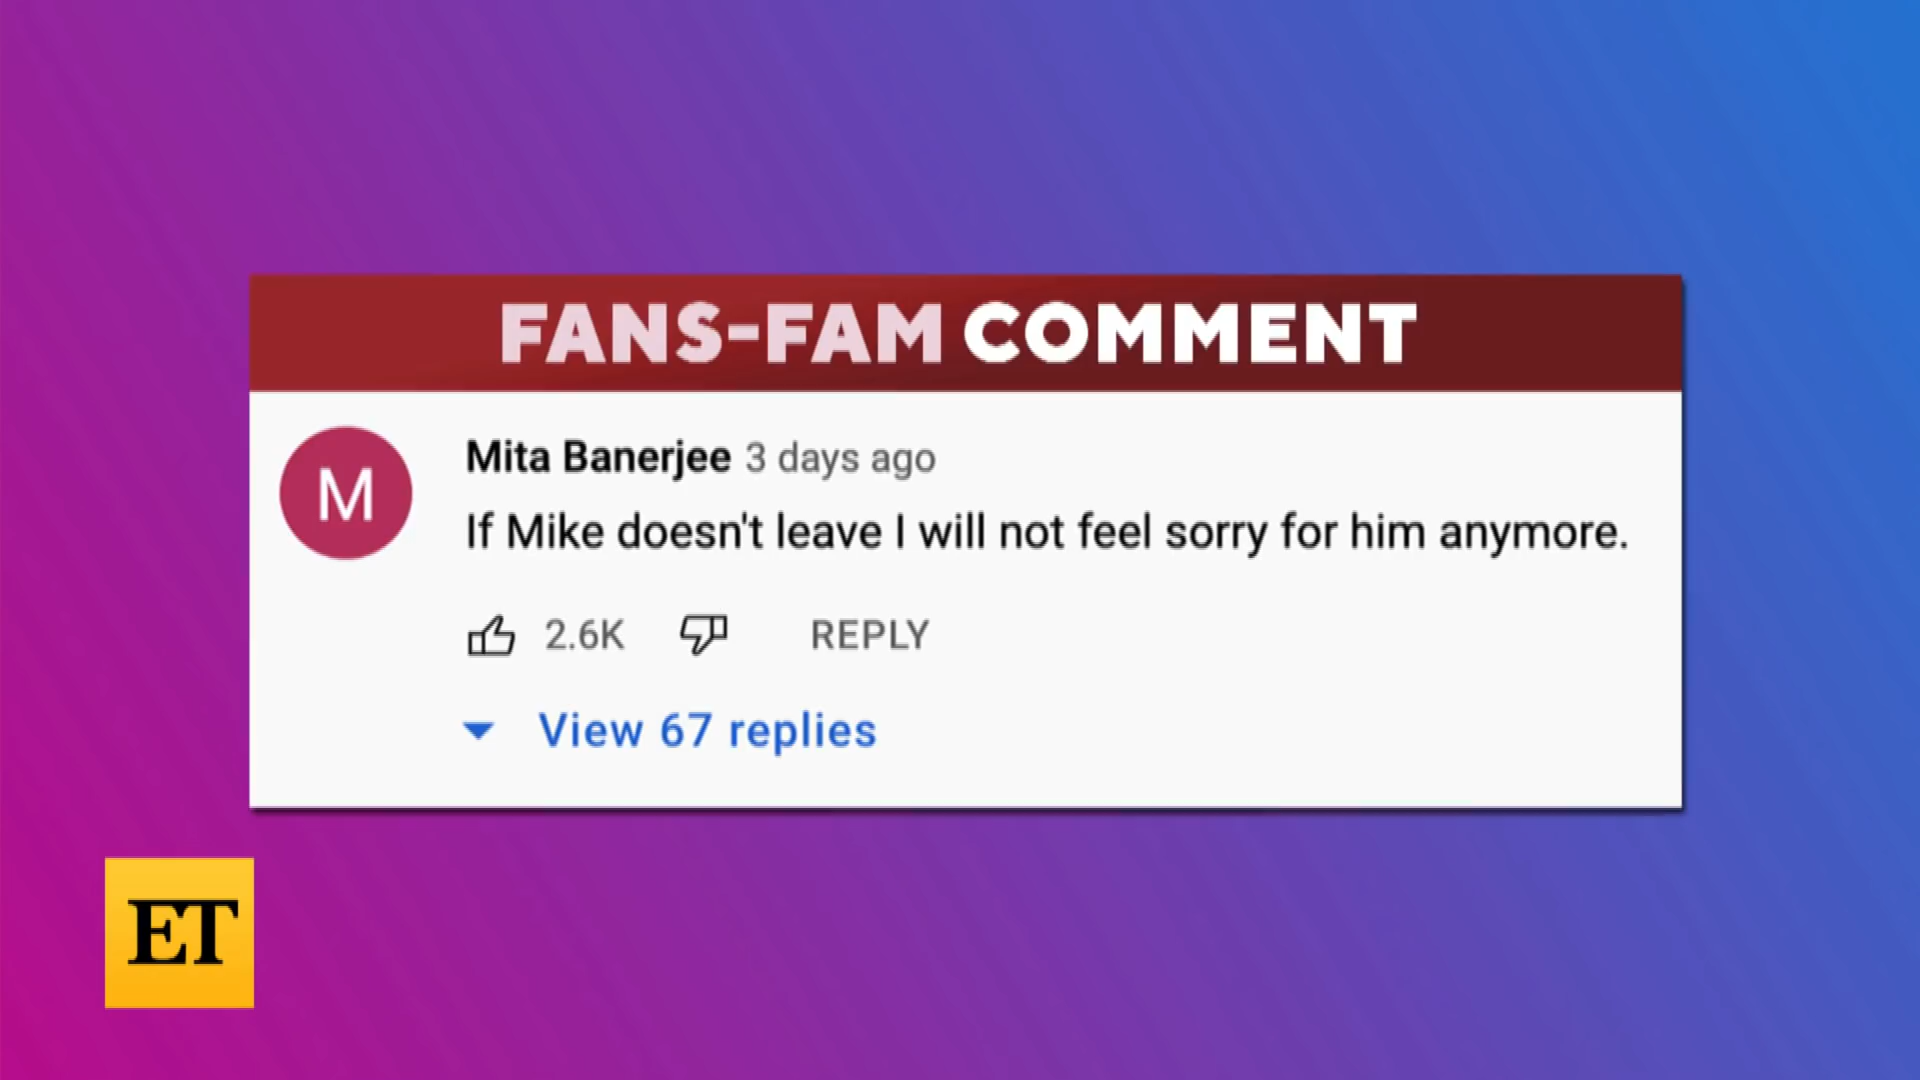 FANS-FAM COMMENT
M
Mita Banerjee 3 days ago
If Mike doesn't leave I will not feel sorry for him anymore.
2.6K REPLY
View 67 replies
ET